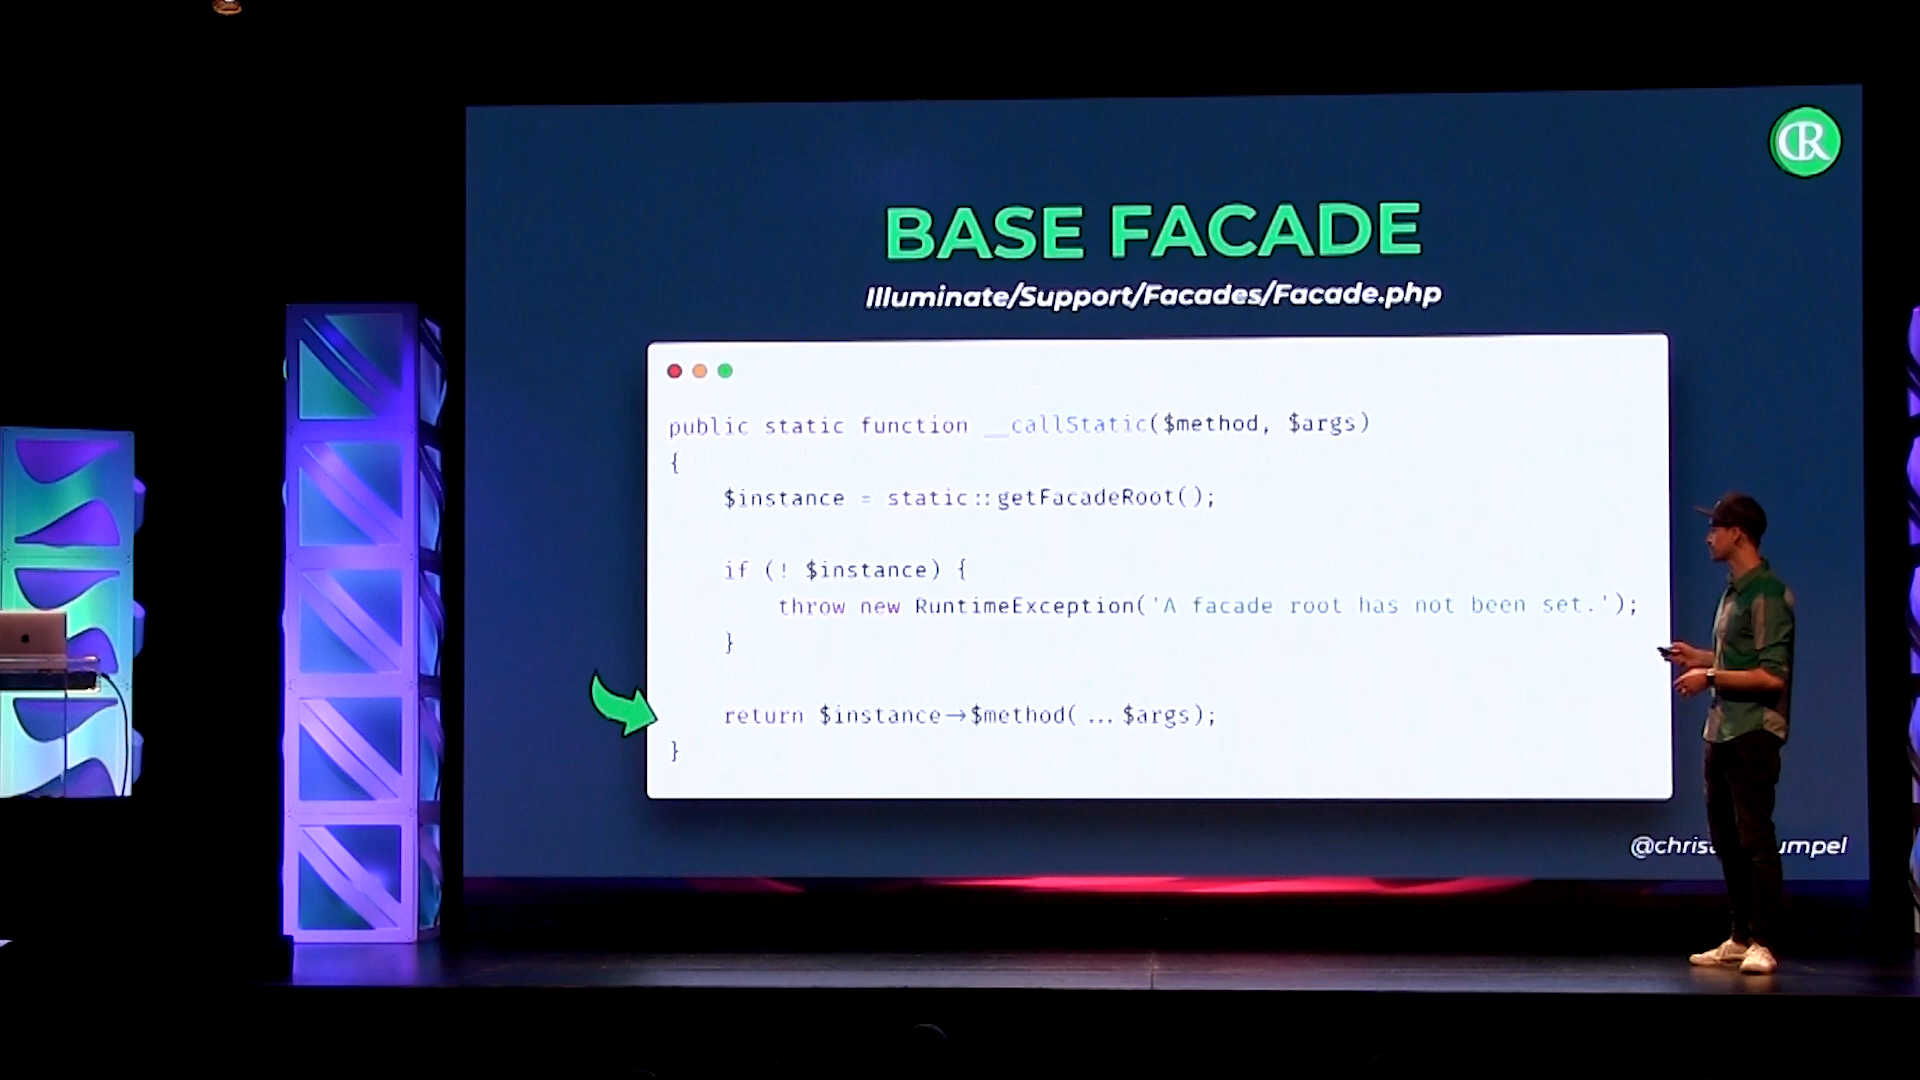 CR
BASE FACADE
Illuminate/Support/Facades/Facade.php
public static function __callStatic($method, $args)
{
$instance = static::getFacadeRoot();
if (! $instance) {
throw new RuntimeException('A facade root has not been set.');
}
return $instance->$method(...$args);
}